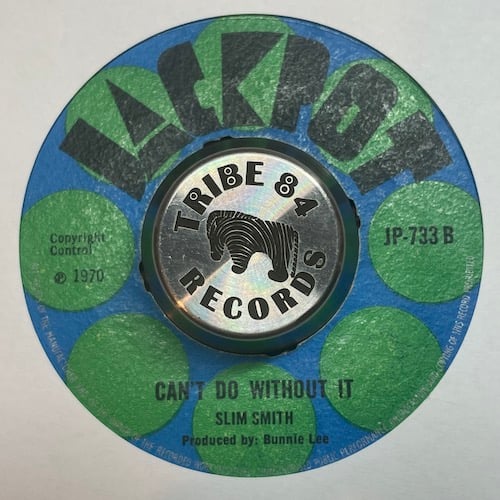 JACKPOT
TRIBE 84
RECORDS
JP-733 B
Copyright
Control
℗ 1970
CAN'T DO WITHOUT IT
SLIM SMITH
Produced by: Bunnie Lee